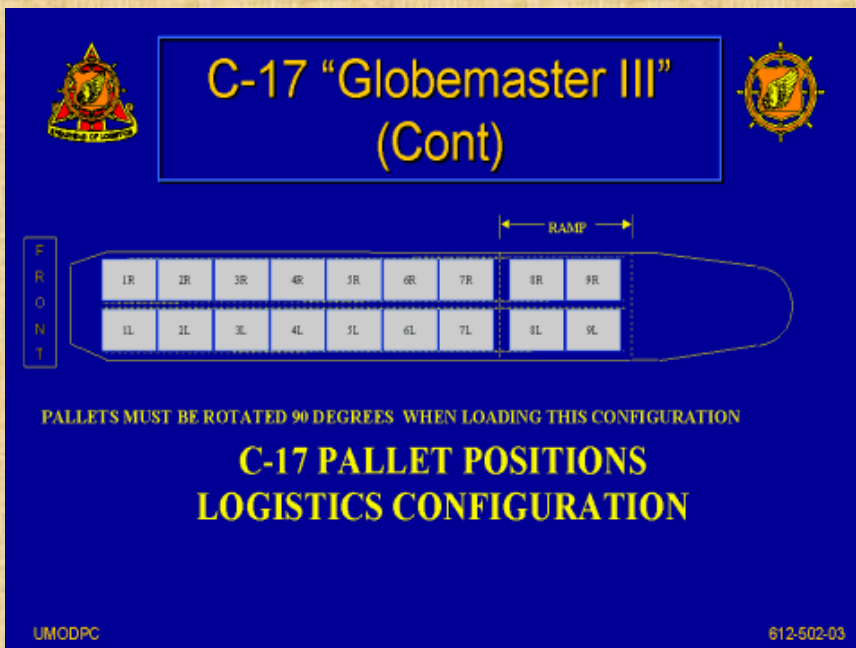 C-17 “Globemaster III”
(Cont)
RAMP
FRONT
1R 2R 3R 4R 5R 6R 7R 8R 9R
1L 2L 3L 4L 5L 6L 7L 8L 9L
PALLETS MUST BE ROTATED 90 DEGREES WHEN LOADING THIS CONFIGURATION
C-17 PALLET POSITIONS
LOGISTICS CONFIGURATION
UMODPC
612-502-03